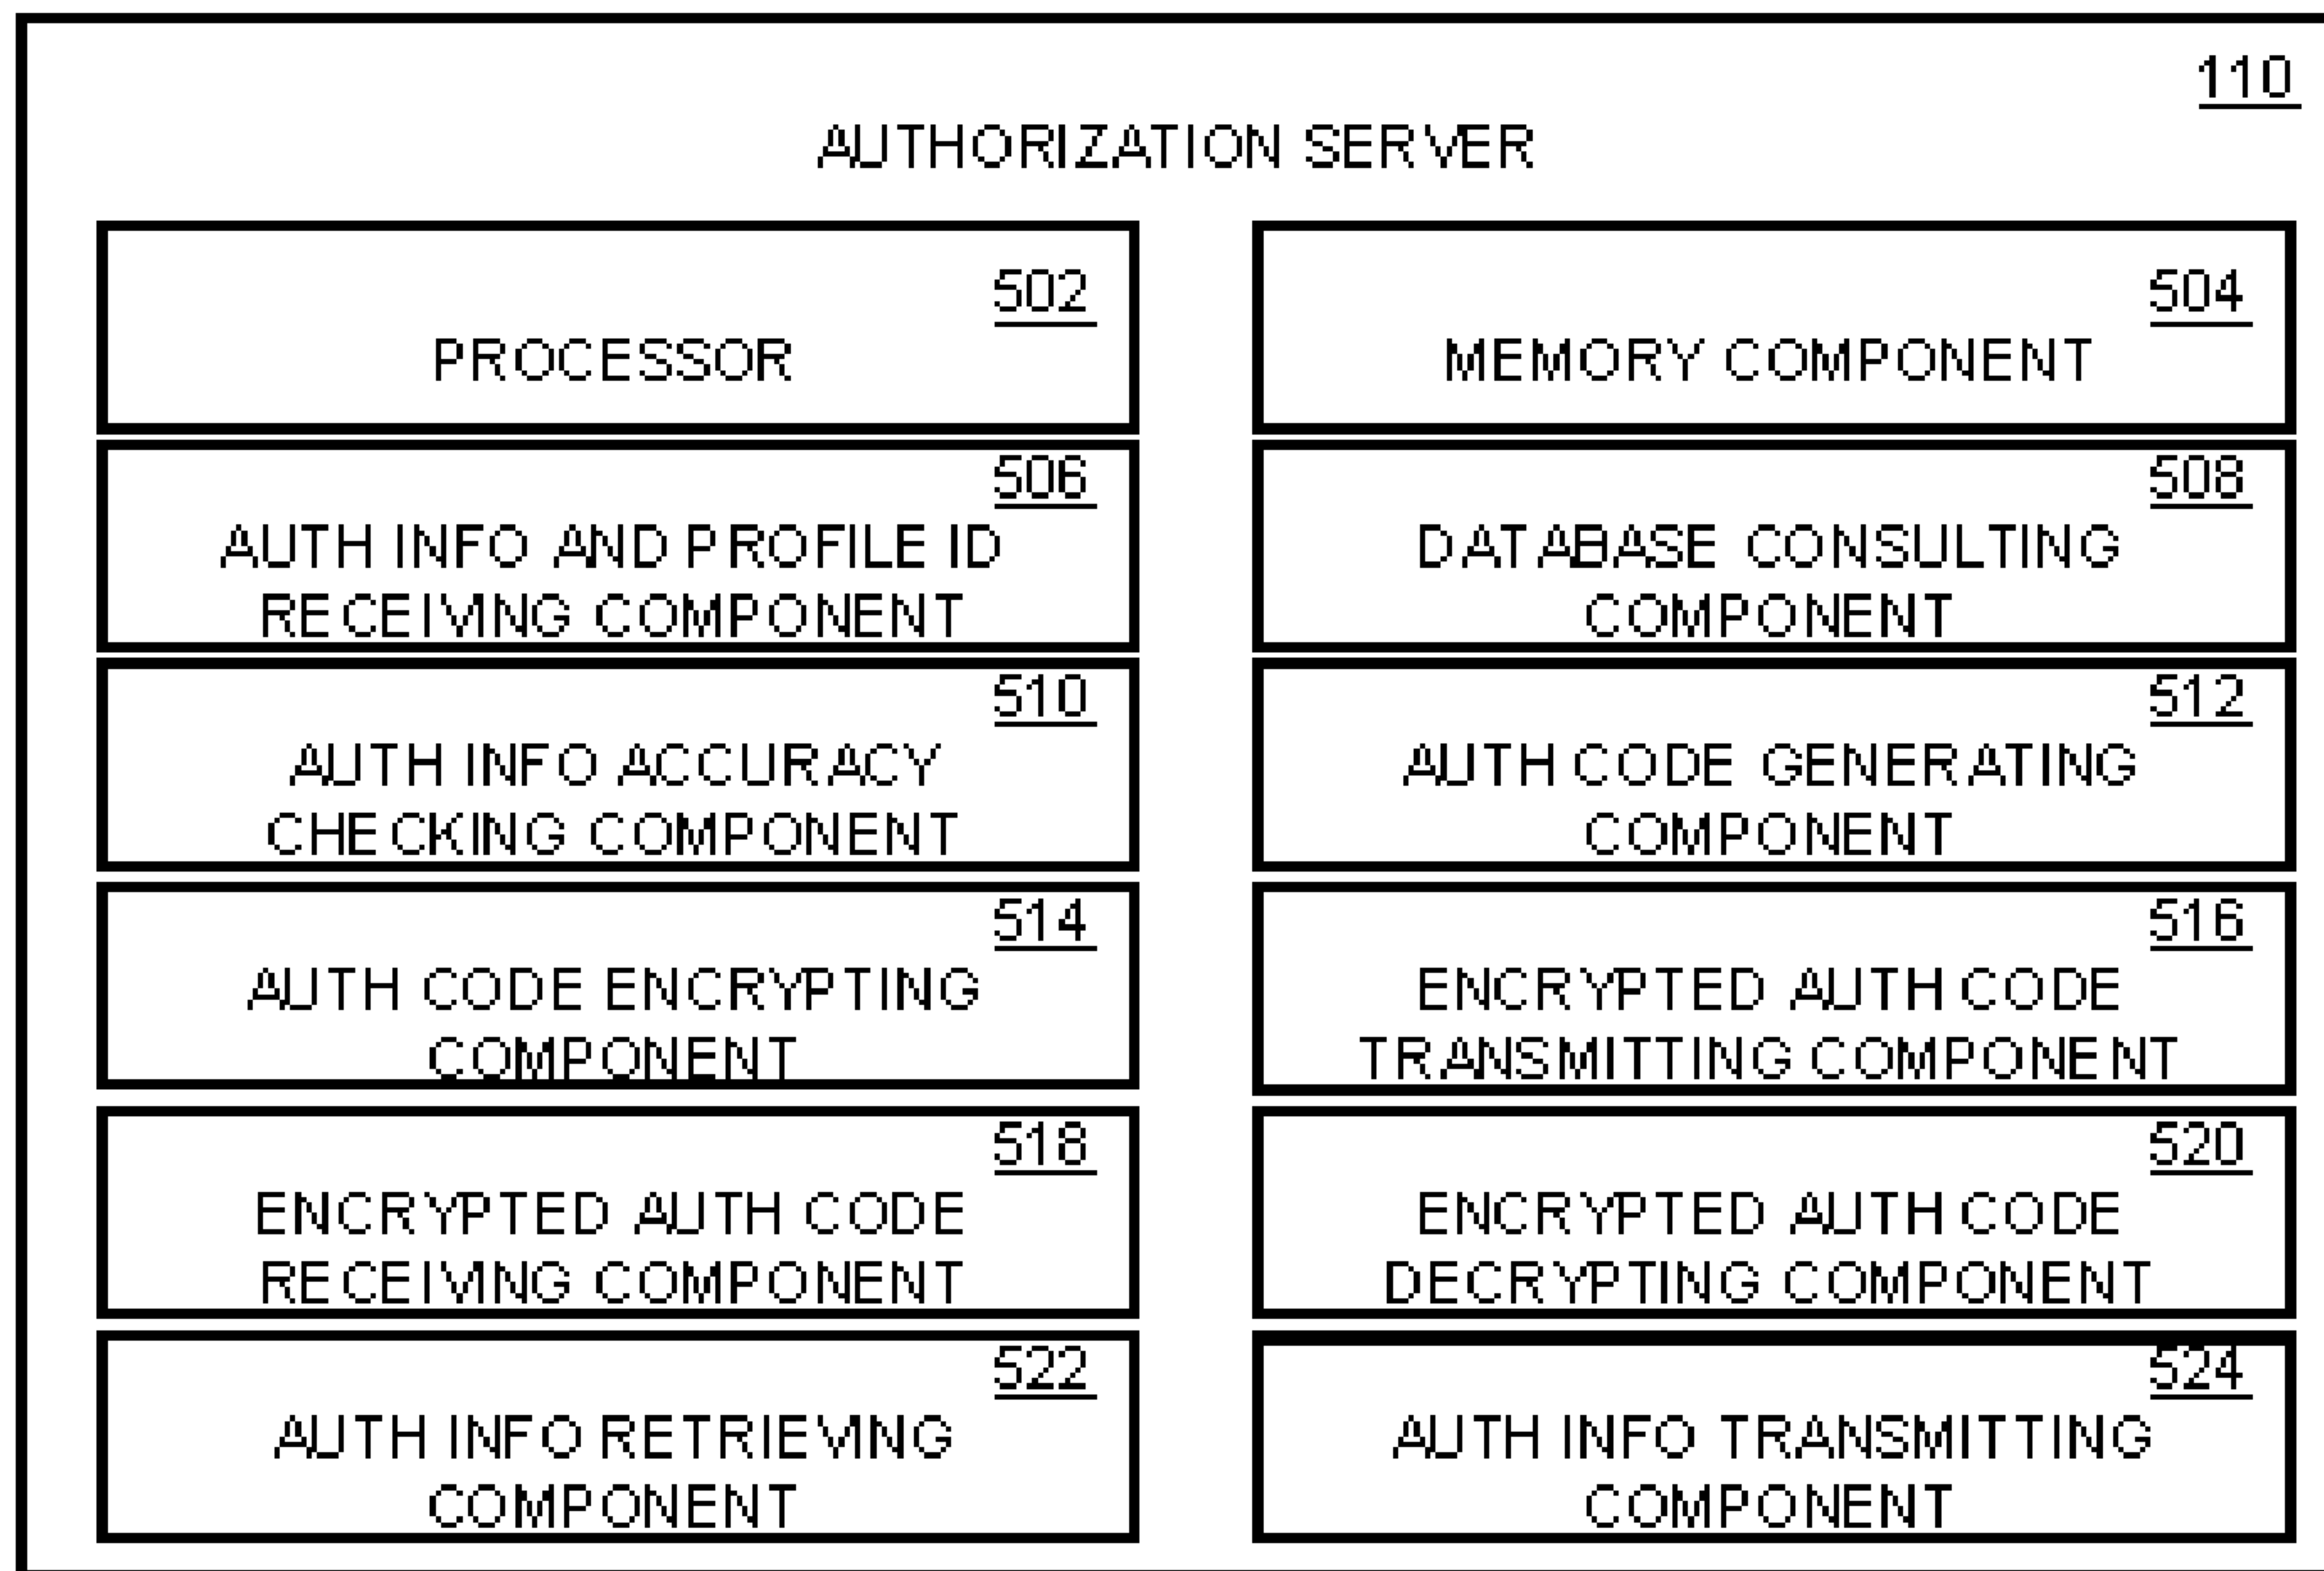 110
AUTHORIZATION SERVER
502
PROCESSOR
504
MEMORY COMPONENT
506
AUTH INFO AND PROFILE ID
RECEIVING COMPONENT
508
DATABASE CONSULTING
COMPONENT
510
AUTH INFO ACCURACY
CHECKING COMPONENT
512
AUTH CODE GENERATING
COMPONENT
514
AUTH CODE ENCRYPTING
COMPONENT
516
ENCRYPTED AUTH CODE
TRANSMITTING COMPONENT
518
ENCRYPTED AUTH CODE
RECEIVING COMPONENT
520
ENCRYPTED AUTH CODE
DECRYPTING COMPONENT
522
AUTH INFO RETRIEVING
COMPONENT
524
AUTH INFO TRANSMITTING
COMPONENT